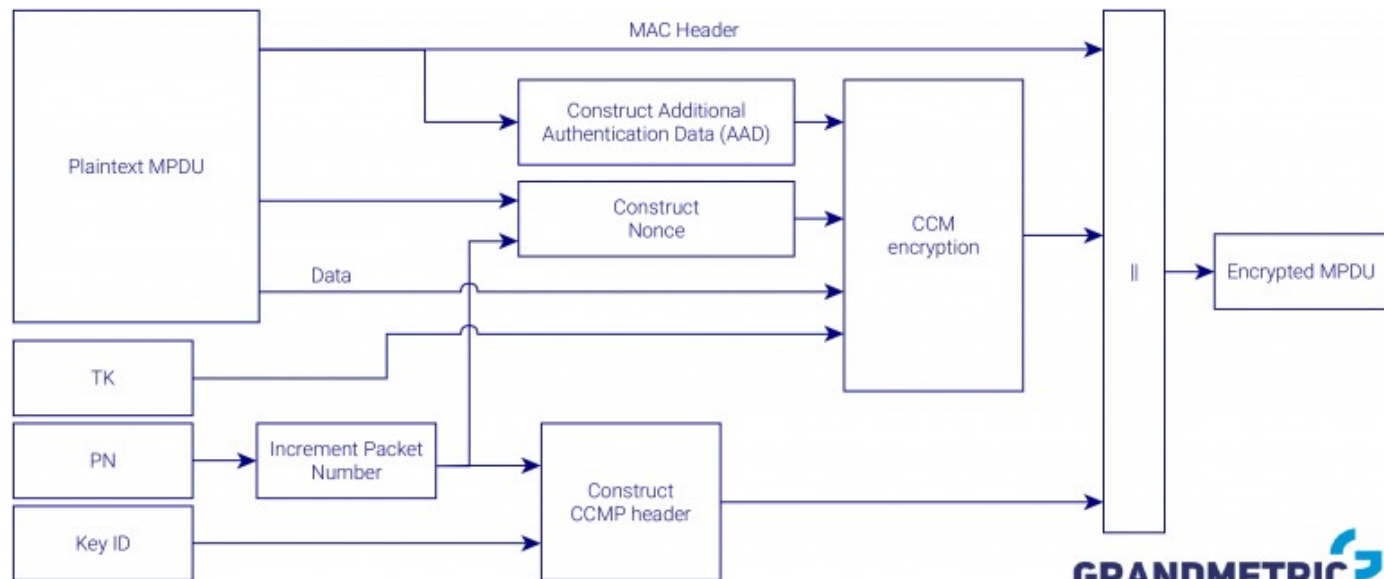 MAC Header
Construct Additional
Authentication Data (AAD)
Plaintext MPDU
Construct
Nonce
CCM
encryption
||
Encrypted MPDU
Data
TK
PN
Increment Packet
Number
Construct
CCMP header
Key ID
GRANDMETRIC